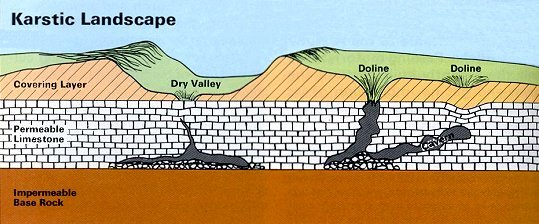 Karstic Landscape
Doline
Doline
Covering Layer
Dry Valley
Permeable
Limestone
Cavern
Impermeable
Base Rock